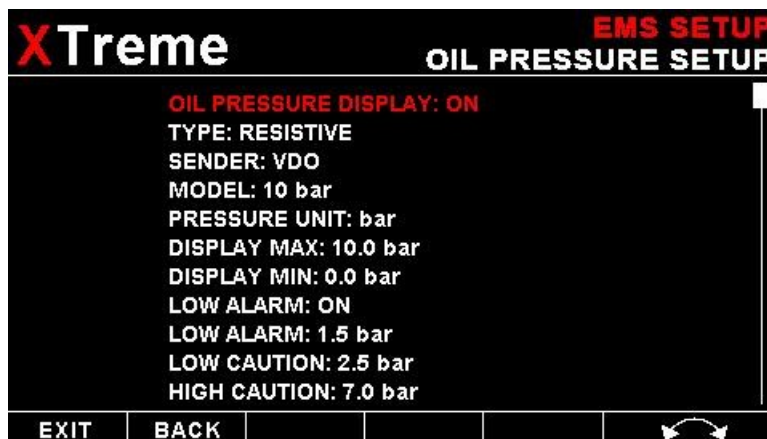 XTreme
EMS SETUP
OIL PRESSURE SETUP
OIL PRESSURE DISPLAY: ON
TYPE: RESISTIVE
SENDER: VDO
MODEL: 10 bar
PRESSURE UNIT: bar
DISPLAY MAX: 10.0 bar
DISPLAY MIN: 0.0 bar
LOW ALARM: ON
LOW ALARM: 1.5 bar
LOW CAUTION: 2.5 bar
HIGH CAUTION: 7.0 bar
EXIT BACK